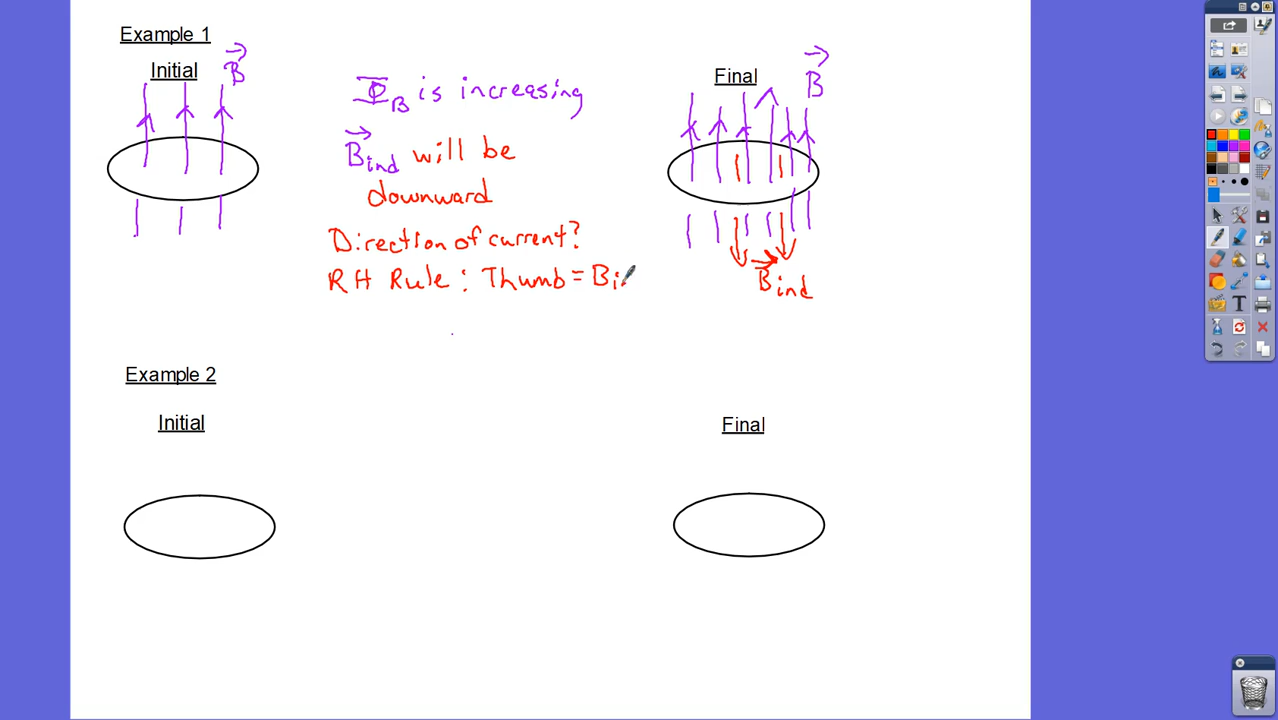 Example 1
Initial
B
Φ_B is increasing
B_ind will be
downward
Direction of current?
RH Rule: Thumb = Bi
Final
B
B_ind
Example 2
Initial
Final
T